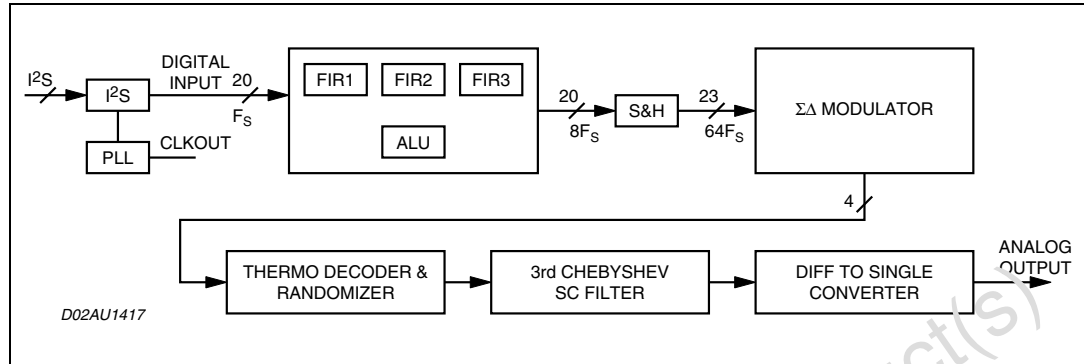 I²S
I²S
DIGITAL
INPUT
20
F_S
PLL
CLKOUT
FIR1
FIR2
FIR3
ALU
20
8F_S
S&H
23
64F_S
ΣΔ MODULATOR
4
THERMO DECODER &
RANDOMIZER
3rd CHEBYSHEV
SC FILTER
DIFF TO SINGLE
CONVERTER
ANALOG
OUTPUT
D02AU1417